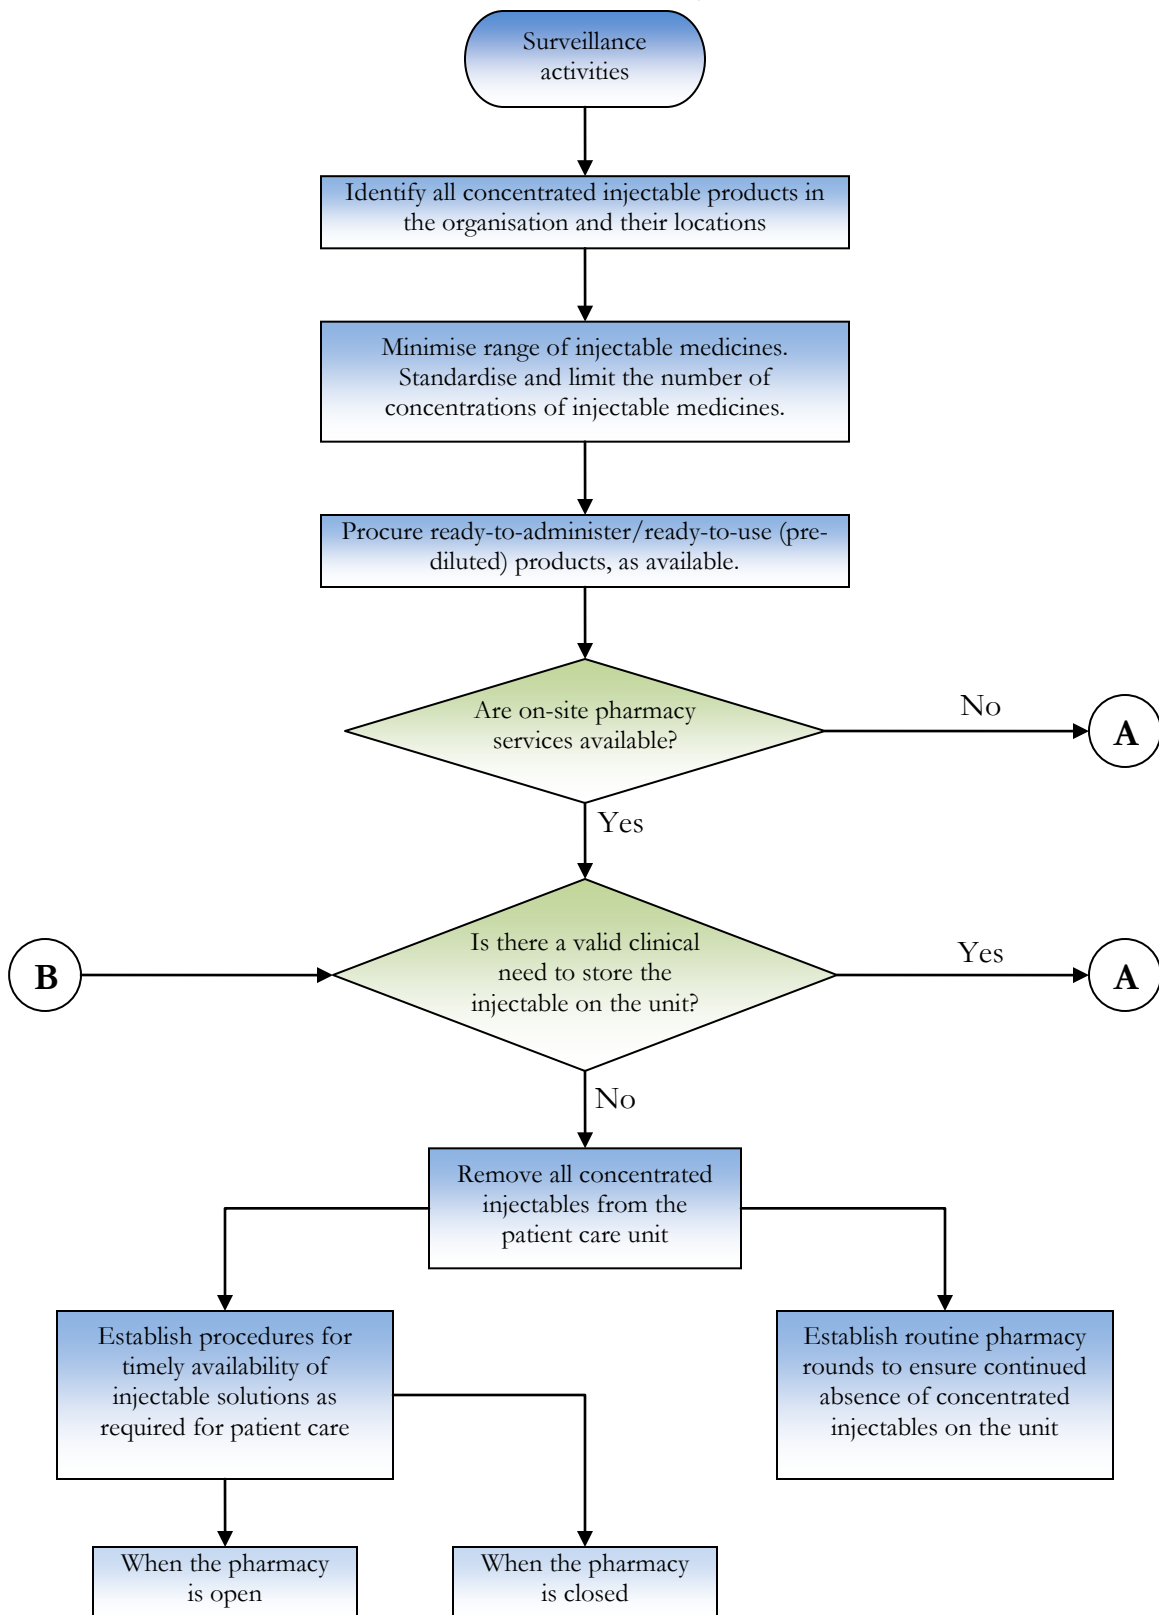 Surveillance
activities
Identify all concentrated injectable products in
the organisation and their locations
Minimise range of injectable medicines.
Standardise and limit the number of
concentrations of injectable medicines.
Procure ready-to-administer/ready-to-use (pre-
diluted) products, as available.
Are on-site pharmacy
services available?
No
A
Yes
B
Is there a valid clinical
need to store the
injectable on the unit?
Yes
A
No
Remove all concentrated
injectables from the
patient care unit
Establish procedures for
timely availability of
injectable solutions as
required for patient care
Establish routine pharmacy
rounds to ensure continued
absence of concentrated
injectables on the unit
When the pharmacy
is open
When the pharmacy
is closed